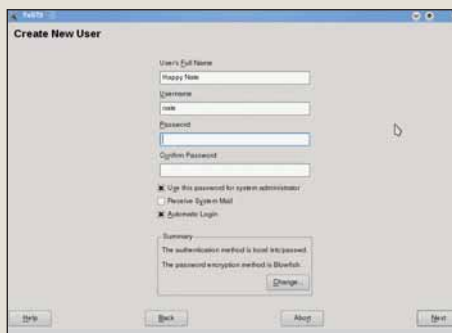 YaST2
Create New User
User's Full Name
Happy Nate
Username
nate
Password
Confirm Password
Use this password for system administrator
Receive System Mail
Automatic Login
Summary
The authentication method is local /etc/passwd.
The password encryption method is Blowfish.
Change...
Help
Back
Abort
Next